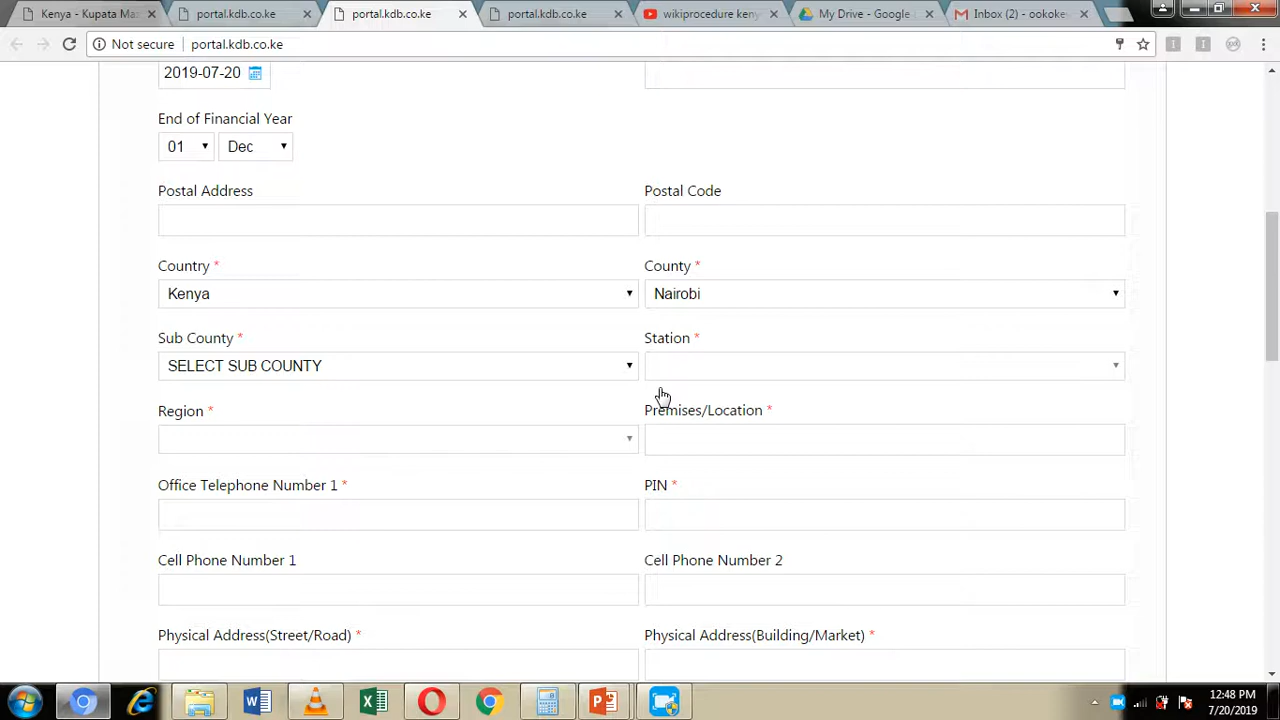 Kenya - Kupata Ma
portal.kdb.co.ke
portal.kdb.co.ke
portal.kdb.co.ke
wikiprocedure keny
My Drive - Google
Inbox (2) - ookoke
Not secure
portal.kdb.co.ke
2019-07-20
End of Financial Year
01 Dec
Postal Address
Postal Code
Country *
County *
Kenya
Nairobi
Sub County *
Station *
SELECT SUB COUNTY
Region *
Premises/Location *
Office Telephone Number 1 *
PIN *
Cell Phone Number 1
Cell Phone Number 2
Physical Address(Street/Road) *
Physical Address(Building/Market) *
12:48 PM
7/20/2019